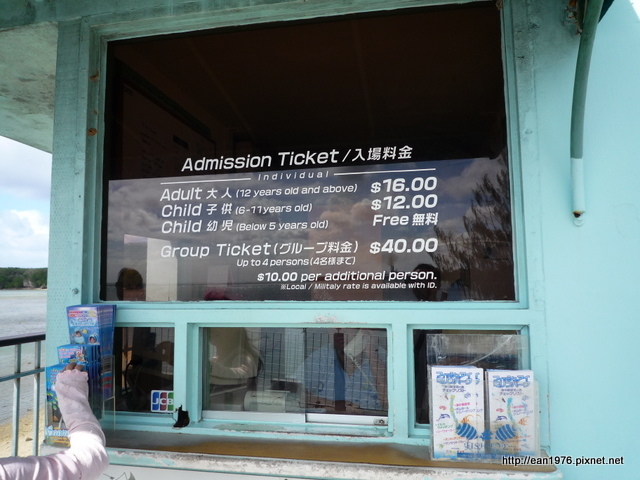 Admission Ticket / 入場料金
Individual
Adult 大人 (12 years old and above) $16.00
Child 子供 (6-11years old) $12.00
Child 幼児 (Below 5 years old) Free 無料
Group Ticket (グループ料金) $40.00
Up to 4 persons (4名様まで)
$10.00 per additional person.
※Local / Militaly rate is available with ID.
JCB
http://ean1976.pixnet.net